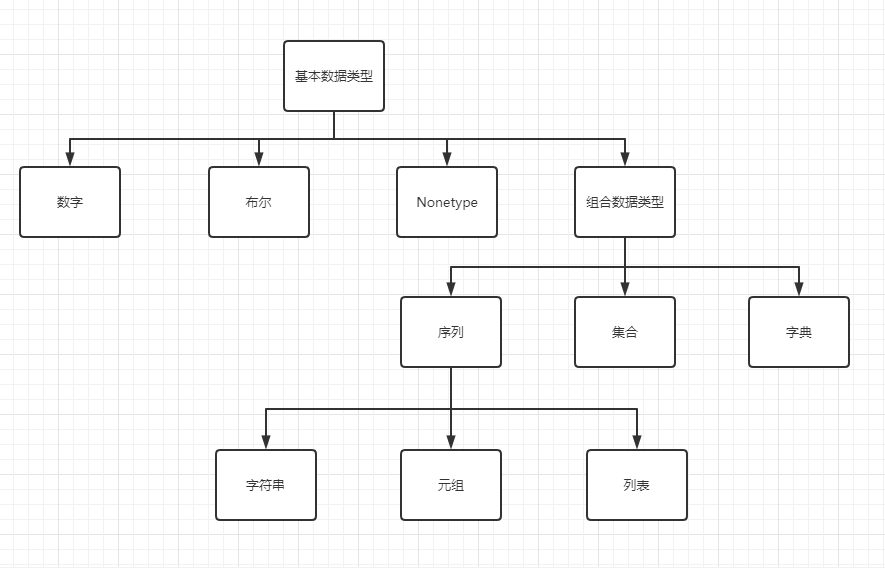 基本数据类型
数字
布尔
Nonetype
组合数据类型
序列
集合
字典
字符串
元组
列表